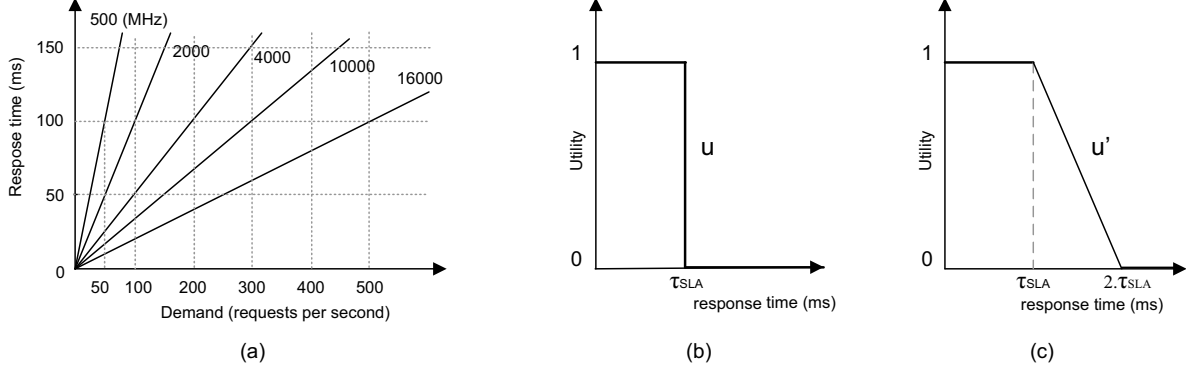 500 (MHz)
2000
4000
10000
16000
150
100
50
0
50 100 200 300 400 500
Respose time (ms)
Demand (requests per second)
(a)
1
0
Utility
u
τSLA
response time (ms)
(b)
1
0
Utility
u’
τSLA 2.τSLA
response time (ms)
(c)